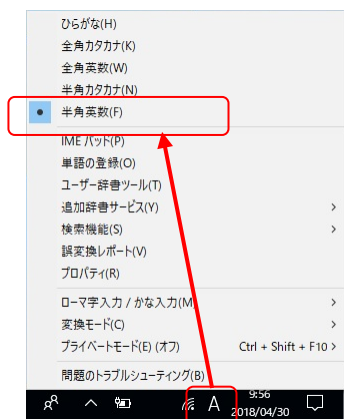 ひらがな(H)
全角カタカナ(K)
全角英数(W)
半角カタカナ(N)
半角英数(F)
IME パッド(P)
単語の登録(O)
ユーザー辞書ツール(T)
追加辞書サービス(Y)
検索機能(S)
誤変換レポート(V)
プロパティ(R)
ローマ字入力 / かな入力(M)
変換モード(C)
プライベートモード(E) (オフ) Ctrl + Shift + F10
問題のトラブルシューティング(B)
A
9:56
2018/04/30